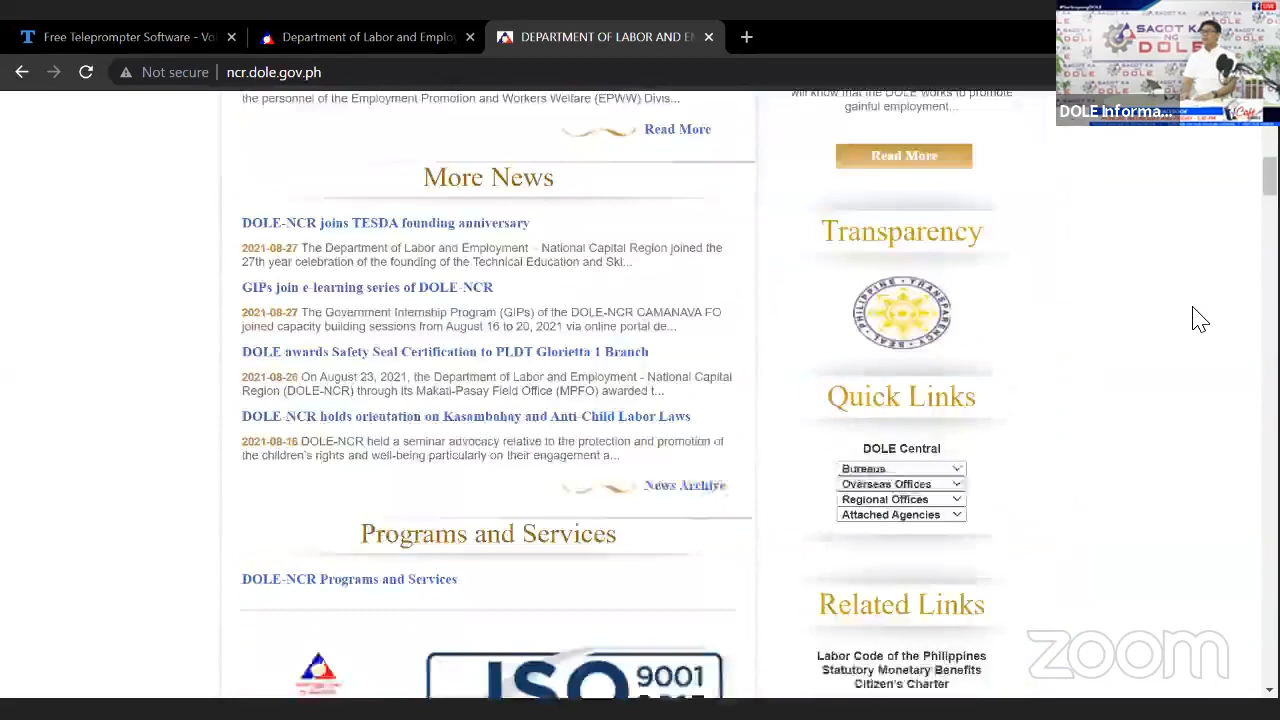 Free Teleprompter Software - Vo
Department of Labor and Em
DEPARTMENT OF LABOR AND E
Not secure
ncr.dole.gov.ph
#SerbisyongDOLE
LIVE
SAGOT KA
NG
DOLE
DOLE Informa...
the personnel of the Employment Promotion and Workers Welfare (EPWW) Divis...
Read More
More News
DOLE-NCR joins TESDA founding anniversary
2021-08-27 The Department of Labor and Employment - National Capital Region joined the
27th year celebration of the founding of the Technical Education and Ski...
GIPs join e-learning series of DOLE-NCR
2021-08-27 The Government Internship Program (GIPs) of the DOLE-NCR CAMANAVA FO
joined capacity building sessions from August 16 to 20, 2021 via online portal de...
DOLE awards Safety Seal Certification to PLDT Glorietta 1 Branch
2021-08-26 On August 23, 2021, the Department of Labor and Employment - National Capital
Region (DOLE-NCR) through its Makati-Pasay Field Office (MPFO) awarded t...
DOLE-NCR holds orientation on Kasambahay and Anti-Child Labor Laws
2021-08-16 DOLE-NCR held a seminar advocacy relative to the protection and promotion of
the children's rights and well-being particularly on their engagement a...
News Archive
Programs and Services
DOLE-NCR Programs and Services
ISO 9001
will know that the DOLE works to promote
gainful employment...
Read More
Transparency
PHILIPPINE TRANSPARENCY SEAL
Quick Links
DOLE Central
Bureaus
Overseas Offices
Regional Offices
Attached Agencies
Related Links
Labor Code of the Philippines
Statutory Monetary Benefits
Citizen's Charter
zoom